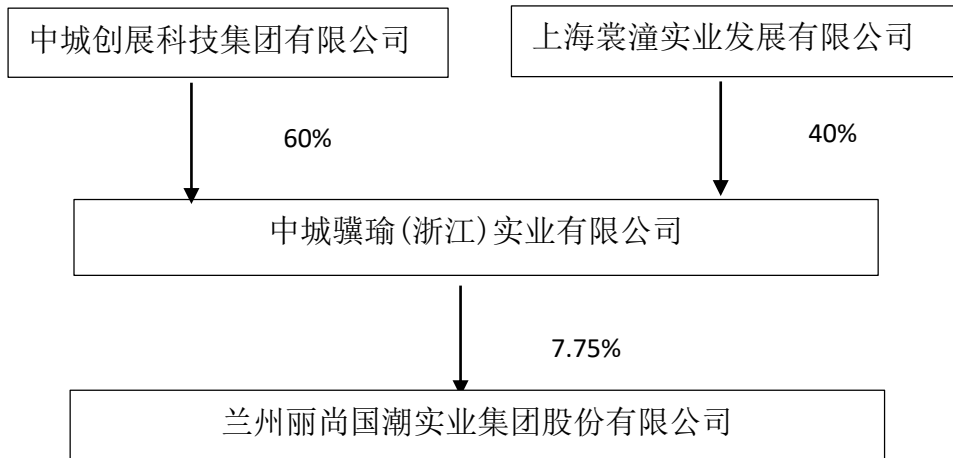 中城创展科技集团有限公司
上海裳潼实业发展有限公司
60%
40%
中城骥瑜(浙江)实业有限公司
7.75%
兰州丽尚国潮实业集团股份有限公司